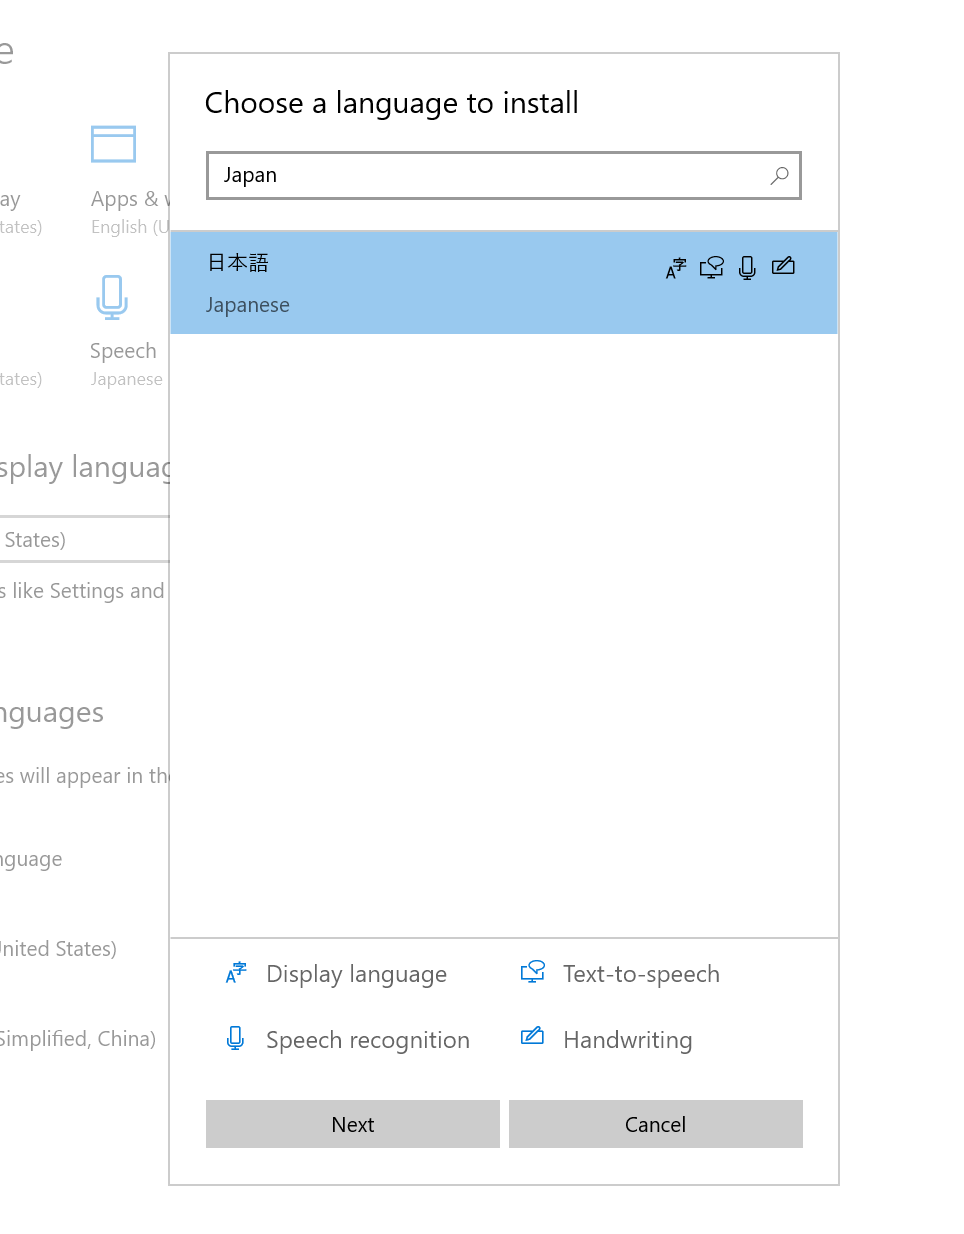 e
Choose a language to install
Japan
Apps & w
ay
tates)
English (U
日本語
Japanese
Speech
tates)
Japanese
splay languag
States)
s like Settings and
nguages
es will appear in the
nguage
United States)
Simplified, China)
Display language
Text-to-speech
Speech recognition
Handwriting
Next
Cancel